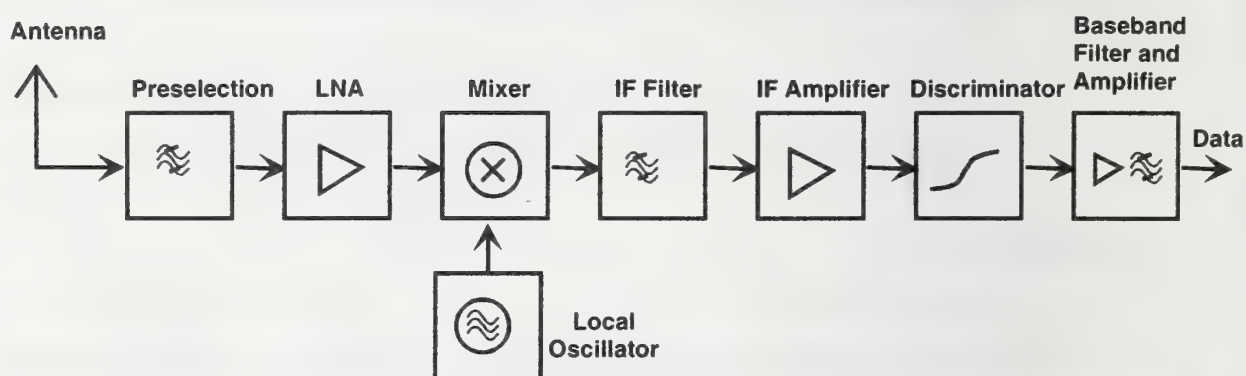 Antenna
Preselection
LNA
Mixer
IF Filter
IF Amplifier
Discriminator
Baseband
Filter and
Amplifier
Data
Local
Oscillator